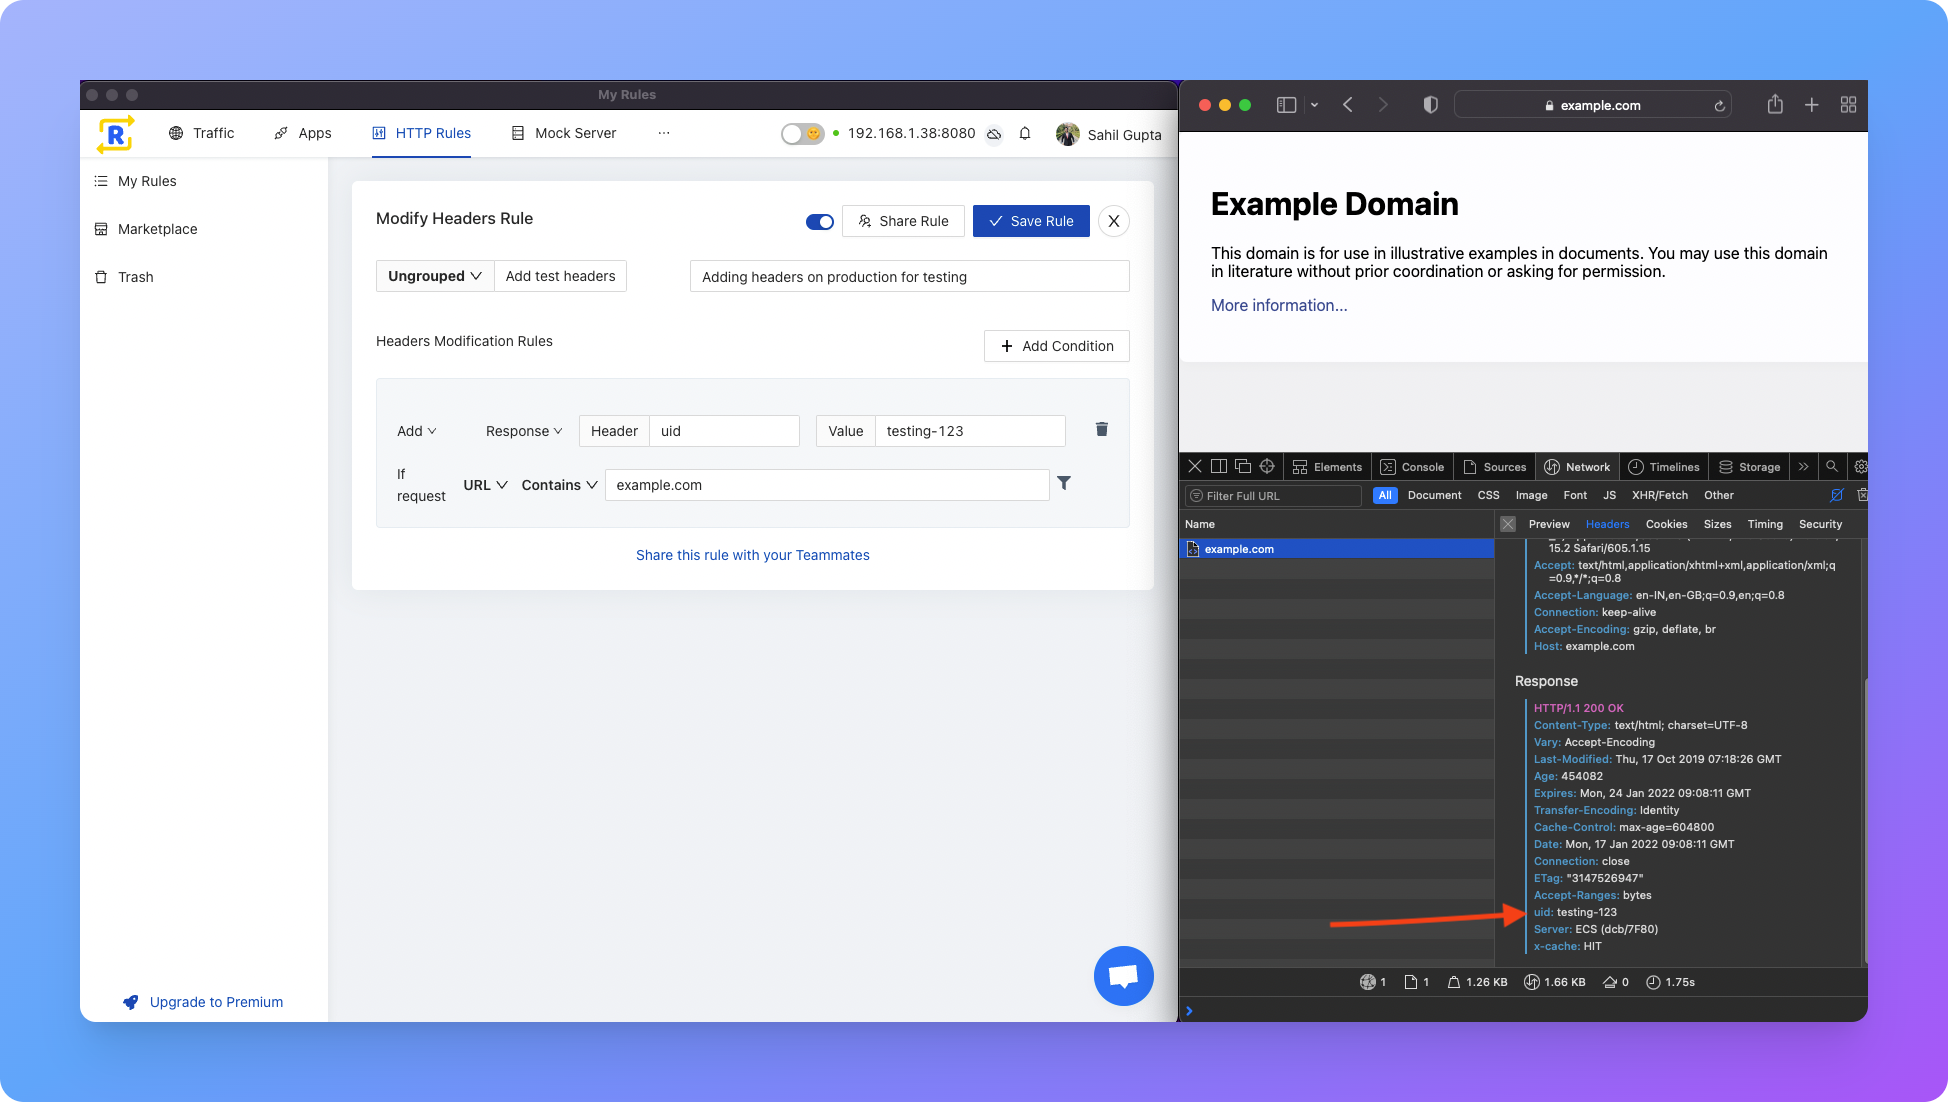 My Rules
R
Traffic
Apps
HTTP Rules
Mock Server
...
192.168.1.38:8080
Sahil Gupta
My Rules
Marketplace
Trash
Upgrade to Premium
Modify Headers Rule
Share Rule
Save Rule
X
Ungrouped
Add test headers
Adding headers on production for testing
Headers Modification Rules
+ Add Condition
Add
Response
Header
uid
Value
testing-123
If
request
URL
Contains
example.com
Share this rule with your Teammates
example.com
Example Domain
This domain is for use in illustrative examples in documents. You may use this domain
in literature without prior coordination or asking for permission.
More information...
Elements
Console
Sources
Network
Timelines
Storage
Filter Full URL
All
Document
CSS
Image
Font
JS
XHR/Fetch
Other
Name
example.com
Preview
Headers
Cookies
Sizes
Timing
Security
15.2 Safari/605.1.15
Accept: text/html,application/xhtml+xml,application/xml;q
=0.9,*/*;q=0.8
Accept-Language: en-IN,en-GB;q=0.9,en;q=0.8
Connection: keep-alive
Accept-Encoding: gzip, deflate, br
Host: example.com
Response
HTTP/1.1 200 OK
Content-Type: text/html; charset=UTF-8
Vary: Accept-Encoding
Last-Modified: Thu, 17 Oct 2019 07:18:26 GMT
Age: 454082
Expires: Mon, 24 Jan 2022 09:08:11 GMT
Transfer-Encoding: Identity
Cache-Control: max-age=604800
Date: Mon, 17 Jan 2022 09:08:11 GMT
Connection: close
ETag: "3147526947"
Accept-Ranges: bytes
uid: testing-123
Server: ECS (dcb/7F80)
x-cache: HIT
1
1
1.26 KB
1.66 KB
0
1.75s